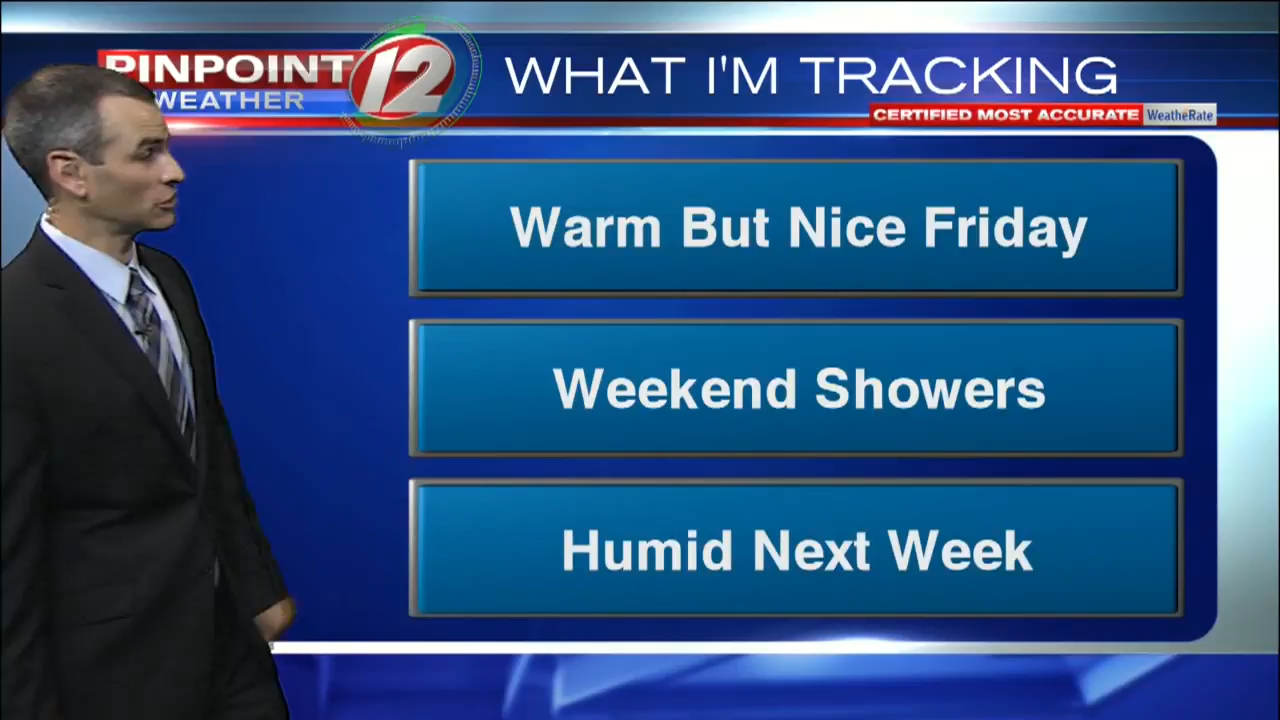 PINPOINT
WEATHER
12
WHAT I'M TRACKING
CERTIFIED MOST ACCURATE WeatheRate
Warm But Nice Friday
Weekend Showers
Humid Next Week